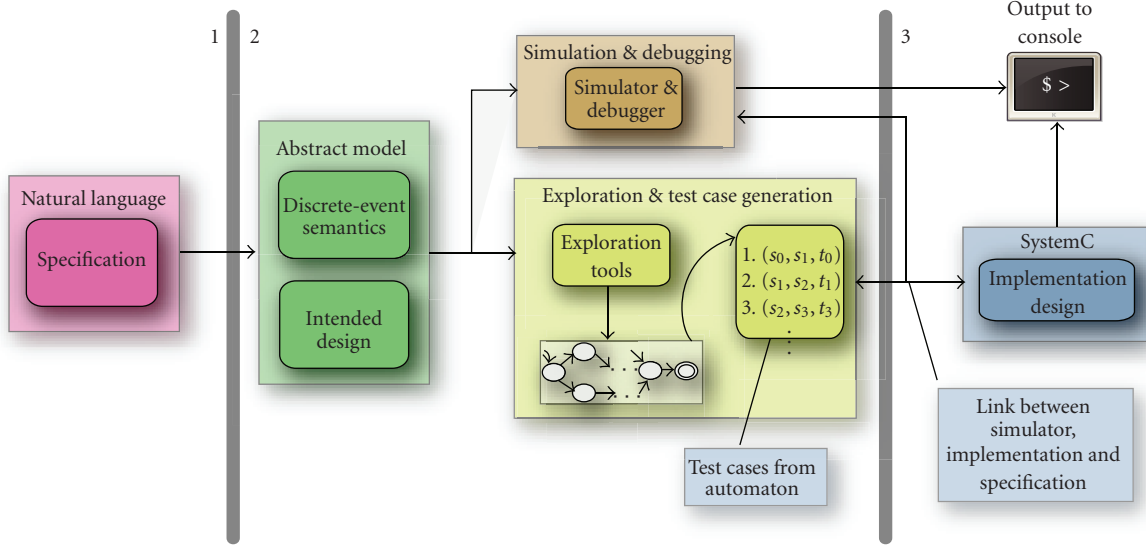 1
2
3
Output to
console
$ >
Simulation & debugging
Simulator &
debugger
Abstract model
Discrete-event
semantics
Intended
design
Natural language
Specification
Exploration & test case generation
Exploration
tools
1. (s0, s1, t0)
2. (s1, s2, t1)
3. (s2, s3, t3)
⋮
. . .
. . .
SystemC
Implementation
design
Test cases from
automaton
Link between
simulator,
implementation and
specification